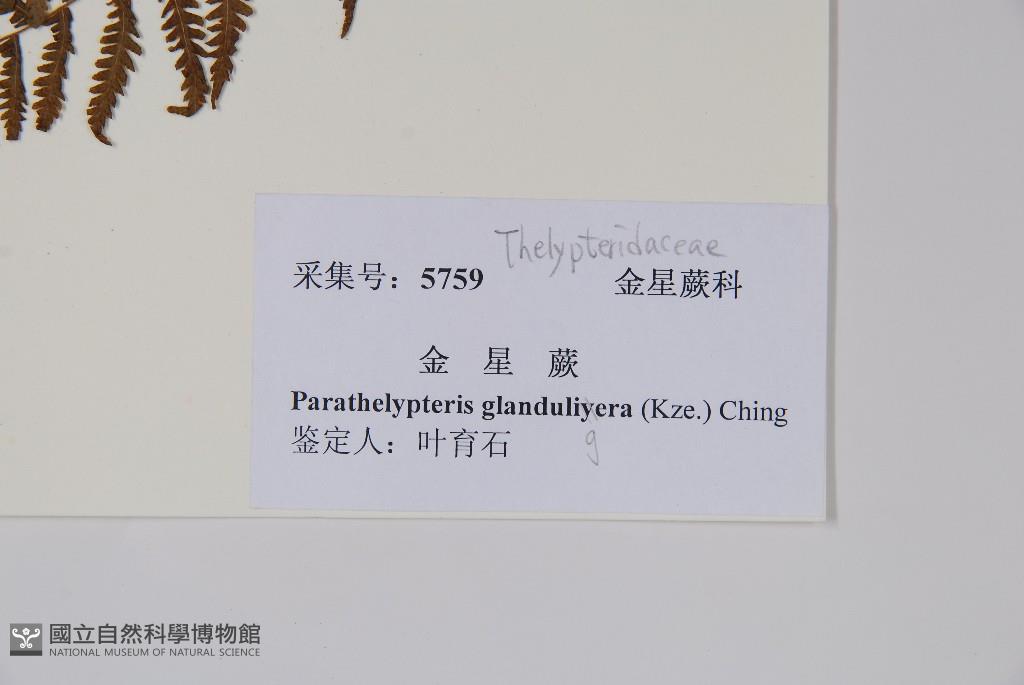 Thelypteridaceae
采集号：5759 金星蕨科
金 星 蕨
Parathelypteris glanduliyera (Kze.) Ching
g
鉴定人：叶育石
國立自然科學博物館
NATIONAL MUSEUM OF NATURAL SCIENCE